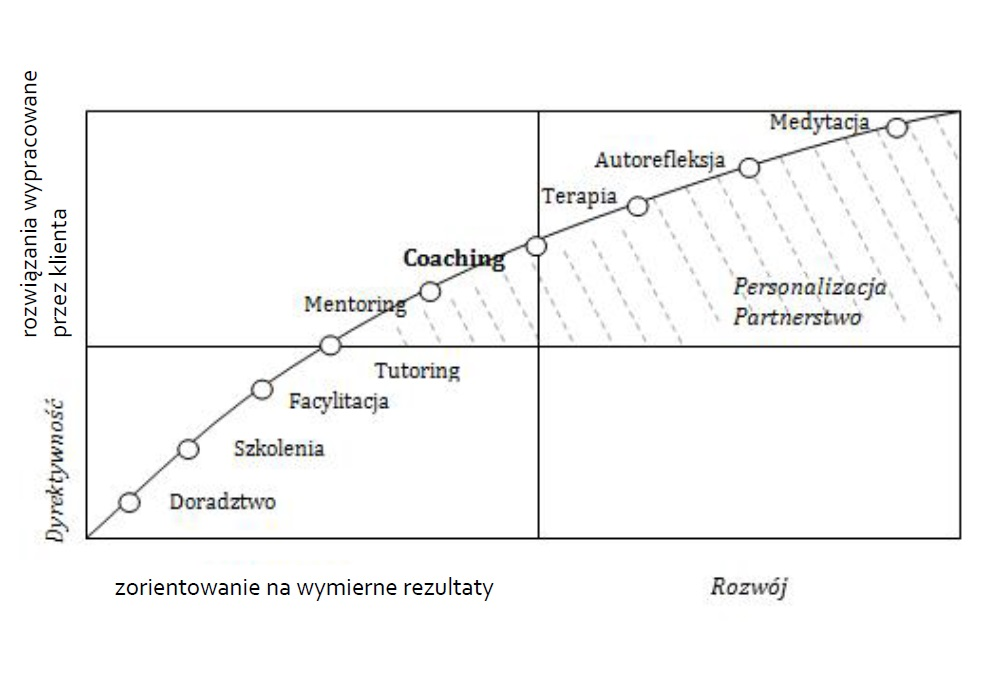 rozwiązania wypracowane
przez klienta
Dyrektywność
Medytacja
Autorefleksja
Terapia
Coaching
Mentoring
Tutoring
Facylitacja
Szkolenia
Doradztwo
Personalizacja
Partnerstwo
zorientowanie na wymierne rezultaty
Rozwój